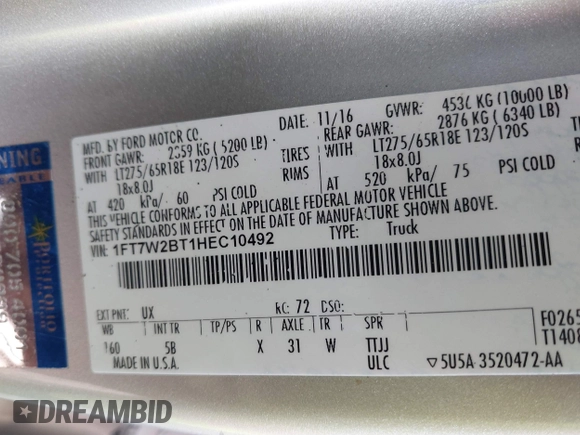 MFD. BY FORD MOTOR CO.
DATE: 11/16
GVWR: 4536 KG (10000 LB)
FRONT GAWR: 2359 KG (5200 LB)
REAR GAWR: 2876 KG (6340 LB)
WITH LT275/65R18E 123/120S TIRES
WITH LT275/65R18E 123/120S
18x8.0J RIMS
18x8.0J
AT 420 kPa/ 60 PSI COLD
AT 520 kPa/ 75 PSI COLD
THIS VEHICLE CONFORMS TO ALL APPLICABLE FEDERAL MOTOR VEHICLE
SAFETY STANDARDS IN EFFECT ON THE DATE OF MANUFACTURE SHOWN ABOVE.
VIN: 1FT7W2BT1HEC10492
TYPE: Truck
EXT PNT: UX RC: 72 DSO:
WB INT TR TP/PS R AXLE TR SPR
160 5B X 31 W TTJJ
MADE IN U.S.A. ULC
F0265
T1408
▽5U5A 3520472-AA
NING
ABLE
DREAMBID